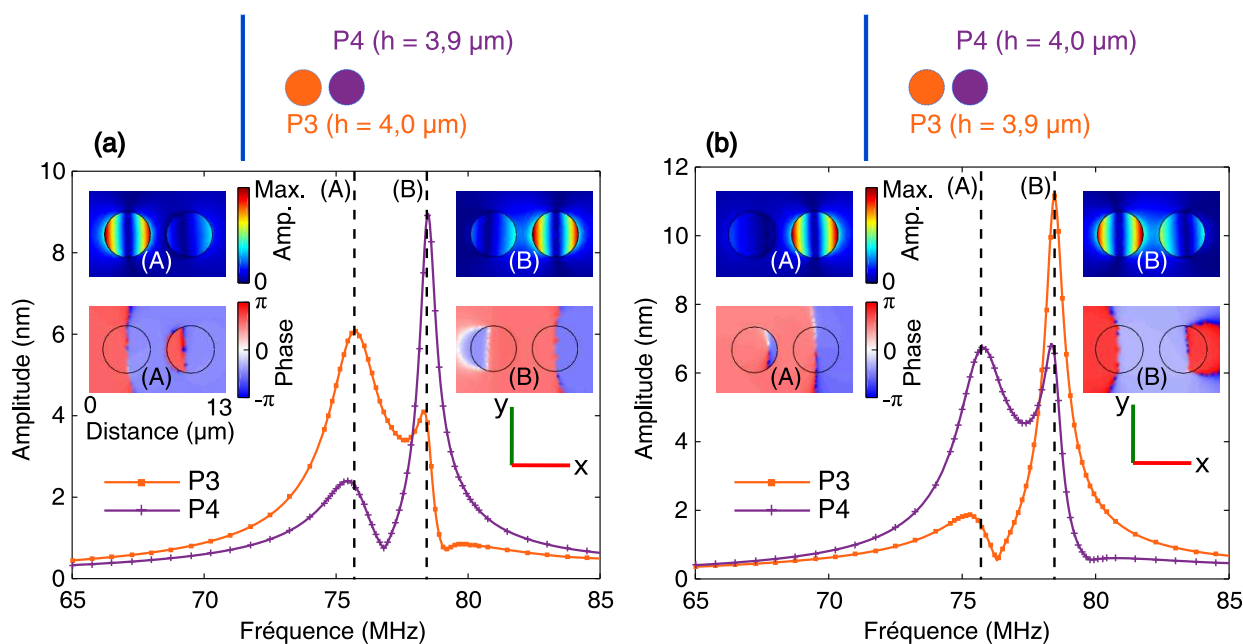 P4 (h = 3,9 µm)
P3 (h = 4,0 µm)
(a)
10
8
6
4
2
0
Amplitude (nm)
65
70
75
80
85
Fréquence (MHz)
(A)
(B)
Max.
Amp.
0
(A)
(B)
π
Phase
0
-π
(A)
(B)
0
13
Distance (µm)
y
x
P3
P4
P4 (h = 4,0 µm)
P3 (h = 3,9 µm)
(b)
12
10
8
6
4
2
0
Amplitude (nm)
65
70
75
80
85
Fréquence (MHz)
(A)
(B)
Max.
Amp.
0
(A)
(B)
π
Phase
0
-π
(A)
(B)
y
x
P3
P4